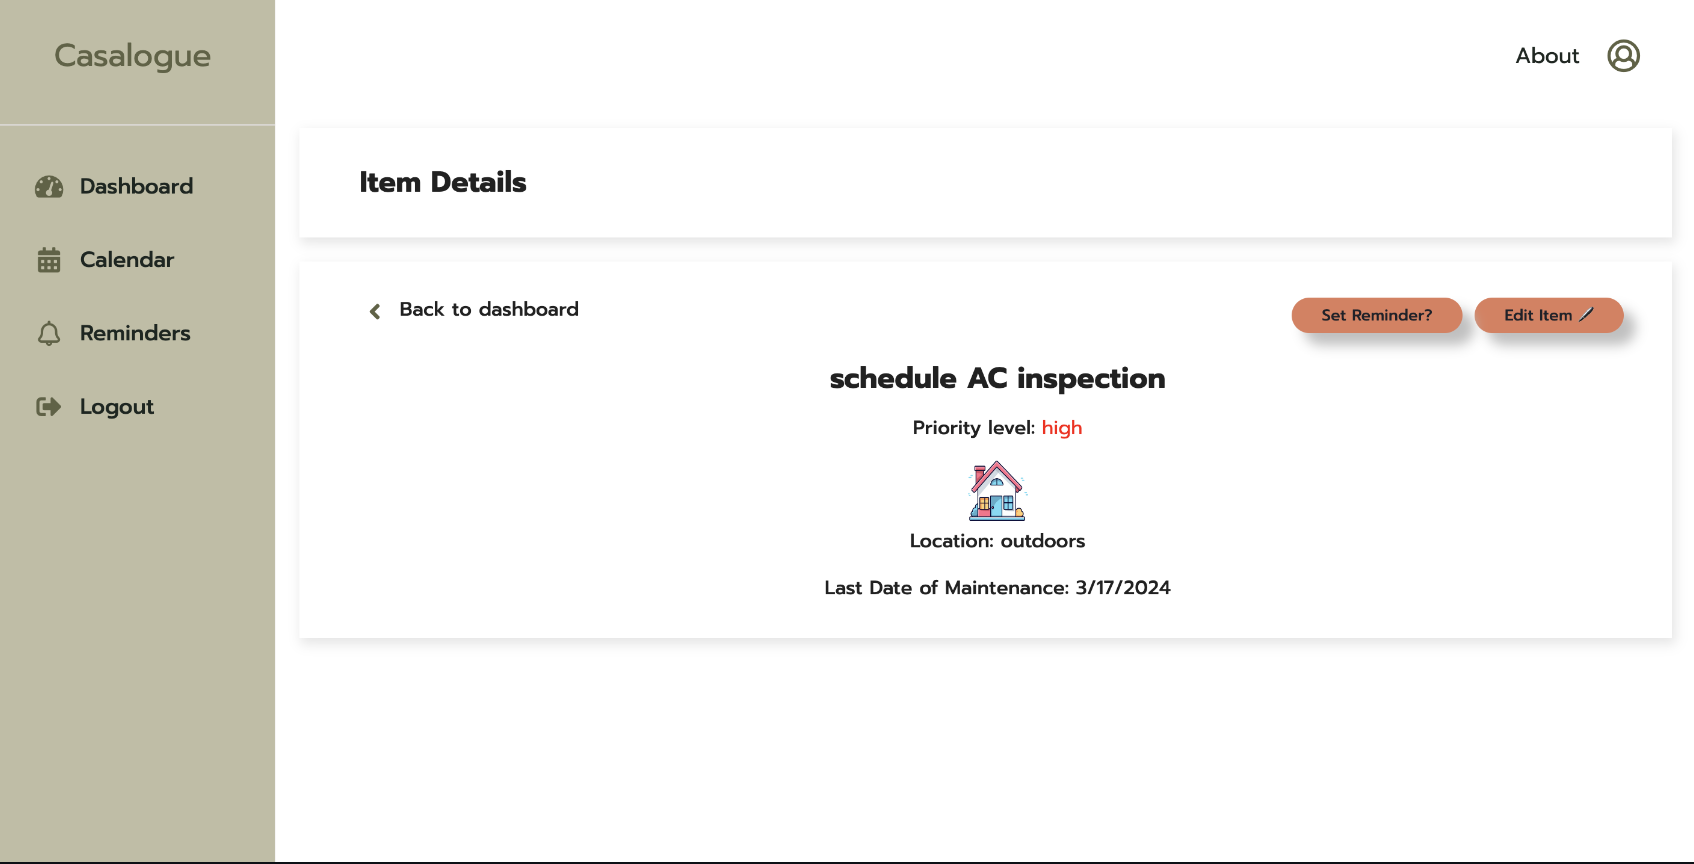 Casalogue
About
Dashboard
Calendar
Reminders
Logout
Item Details
Back to dashboard
Set Reminder?
Edit Item
schedule AC inspection
Priority level: high
Location: outdoors
Last Date of Maintenance: 3/17/2024